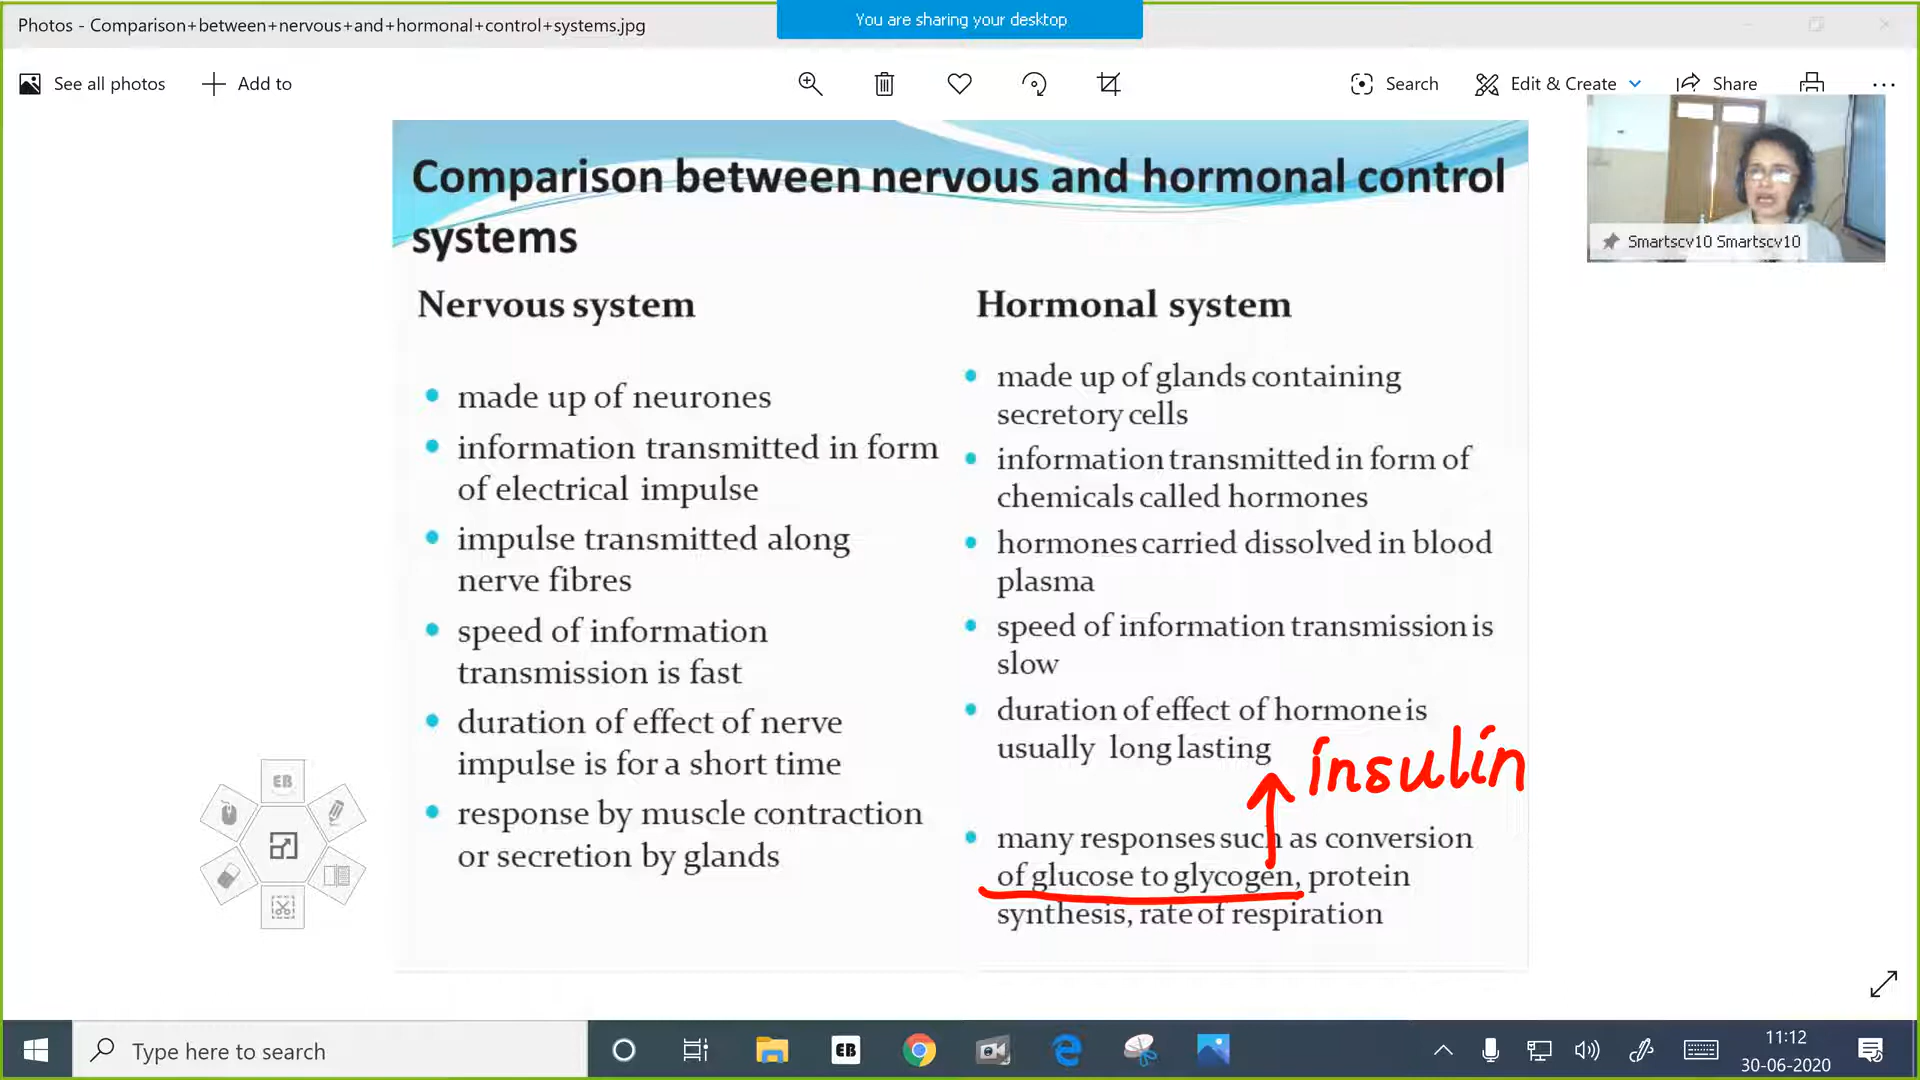 Photos - Comparison+between+nervous+and+hormonal+control+systems.jpg
You are sharing your desktop
See all photos
Add to
Search
Edit & Create
Share
Comparison between nervous and hormonal control
systems
Smartscv10 Smartscv10
Nervous system
made up of neurones
information transmitted in form
of electrical impulse
impulse transmitted along
nerve fibres
speed of information
transmission is fast
duration of effect of nerve
impulse is for a short time
response by muscle contraction
or secretion by glands
Hormonal system
made up of glands containing
secretory cells
information transmitted in form of
chemicals called hormones
hormones carried dissolved in blood
plasma
speed of information transmission is
slow
duration of effect of hormone is
usually long lasting
insulin
many responses such as conversion
of glucose to glycogen, protein
synthesis, rate of respiration
EB
Type here to search
EB
11:12
30-06-2020